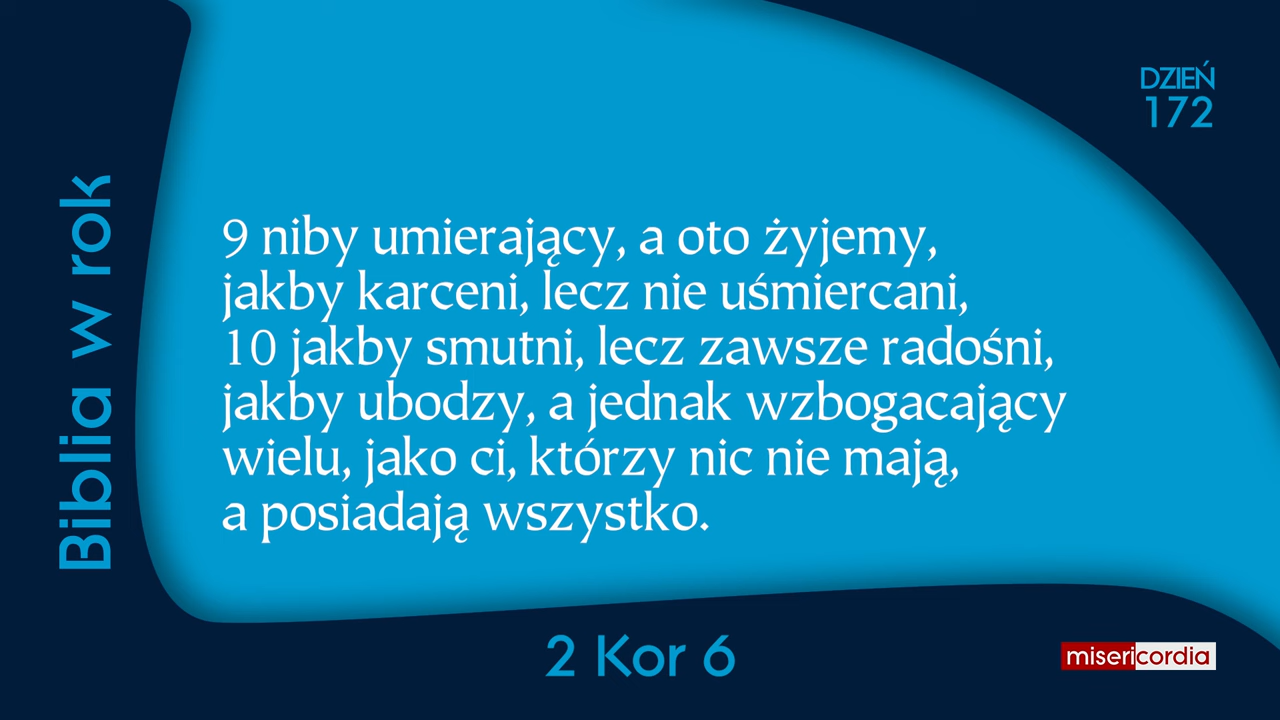 DZIEŃ
172
Biblia w rok
9 niby umierający, a oto żyjemy,
jakby karceni, lecz nie uśmiercani,
10 jakby smutni, lecz zawsze radośni,
jakby ubodzy, a jednak wzbogacający
wielu, jako ci, którzy nic nie mają,
a posiadają wszystko.
2 Kor 6
misericordia